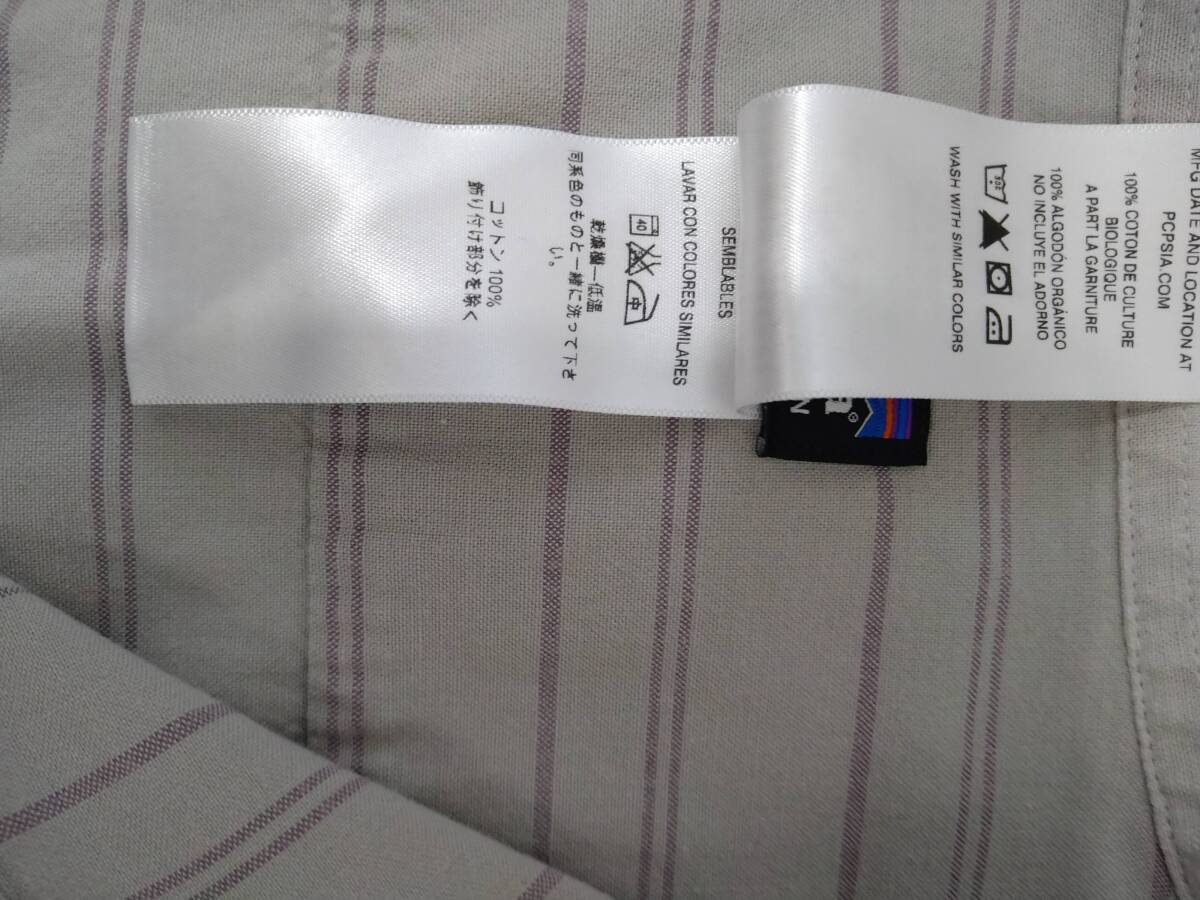 MFG DATE AND LOCATION AT
PCPSIA.COM
100% COTON DE CULTURE
BIOLOGIQUE
A PART LA GARNITURE
100% ALGODÓN ORGÁNICO
NO INCLUYE EL ADORNO
WASH WITH SIMILAR COLORS
SEMBLABLES
LAVAR CON COLORES SIMILARES
40
中
乾燥機—低温
同系色のものと一緒に洗って下さ
い。
コットン 100%
飾り付け部分を除く